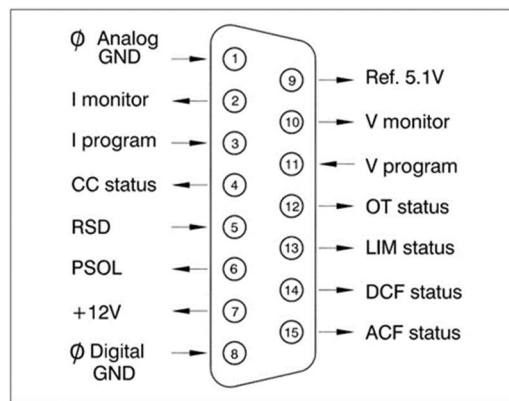 Ø Analog
GND
1
I monitor
2
I program
3
CC status
4
RSD
5
PSOL
6
+12V
7
Ø Digital
GND
8
9
Ref. 5.1V
10
V monitor
11
V program
12
OT status
13
LIM status
14
DCF status
15
ACF status